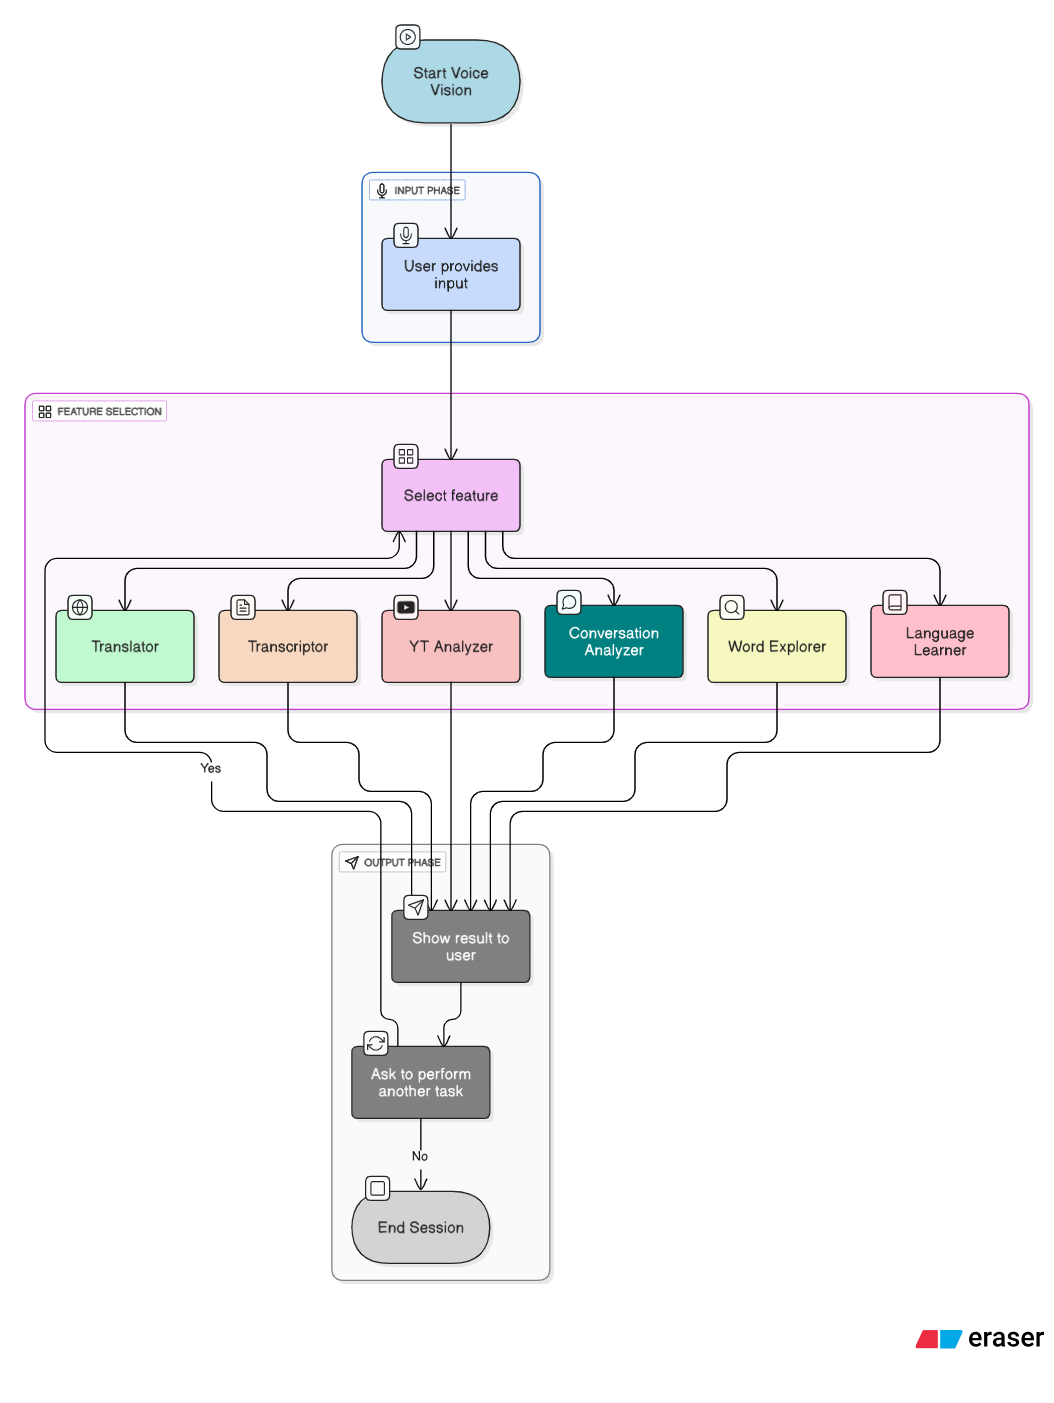 Start Voice
Vision
INPUT PHASE
User provides
input
FEATURE SELECTION
Select feature
Translator
Transcriptor
YT Analyzer
Conversation
Analyzer
Word Explorer
Language
Learner
Yes
OUTPUT PHASE
Show result to
user
Ask to perform
another task
No
End Session
eraser